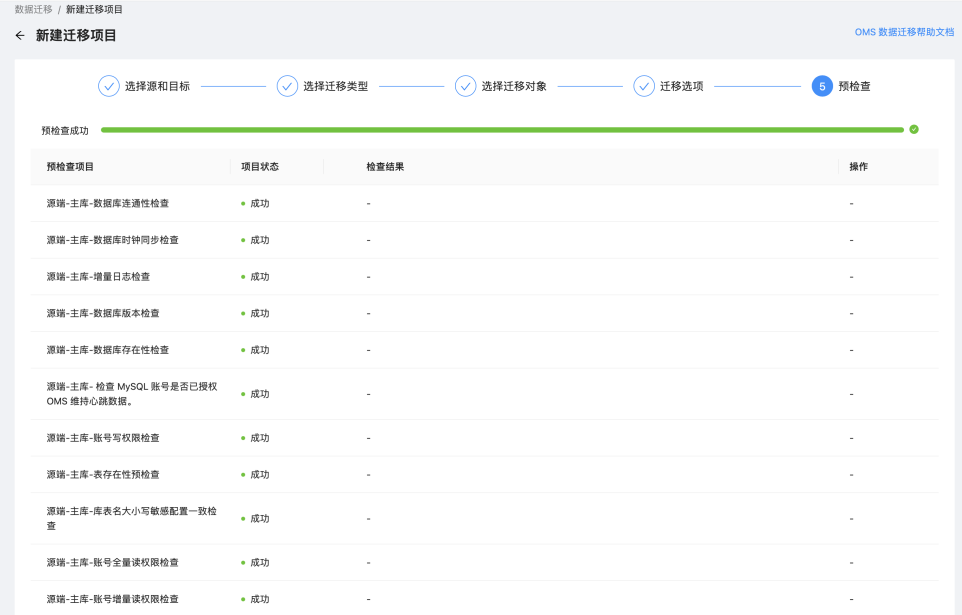 数据迁移 / 新建迁移项目
← 新建迁移项目
OMS 数据迁移帮助文档
选择源和目标 选择迁移类型 选择迁移对象 迁移选项 5 预检查
预检查成功
预检查项目 项目状态 检查结果 操作
源端-主库-数据库连通性检查 成功 - -
源端-主库-数据库时钟同步检查 成功 - -
源端-主库-增量日志检查 成功 - -
源端-主库-数据库版本检查 成功 - -
源端-主库-数据库存在性检查 成功 - -
源端-主库- 检查 MySQL 账号是否已授权
OMS 维持心跳数据。 成功 - -
源端-主库-账号写权限检查 成功 - -
源端-主库-表存在性预检查 成功 - -
源端-主库-库表名大小写敏感配置一致检
查 成功 - -
源端-主库-账号全量读权限检查 成功 - -
源端-主库-账号增量读权限检查 成功 - -